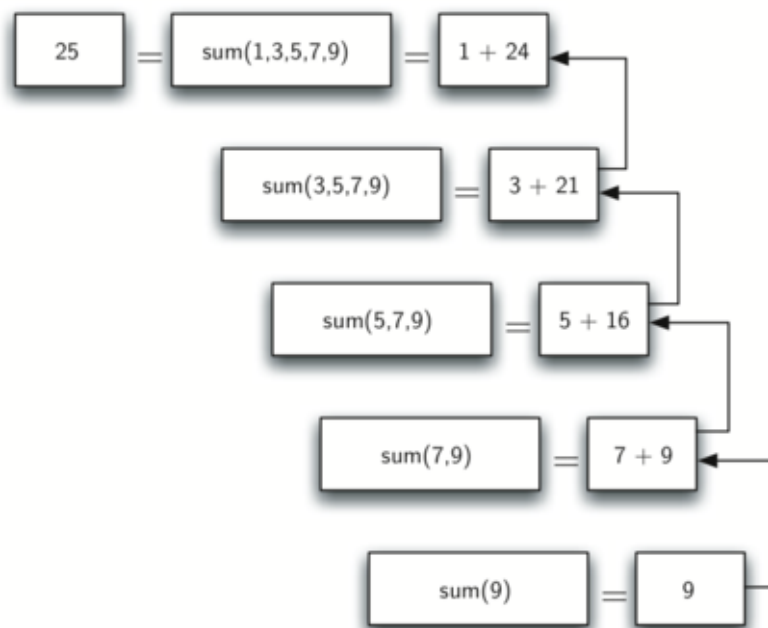 25 = sum(1,3,5,7,9) = 1 + 24
sum(3,5,7,9) = 3 + 21
sum(5,7,9) = 5 + 16
sum(7,9) = 7 + 9
sum(9) = 9